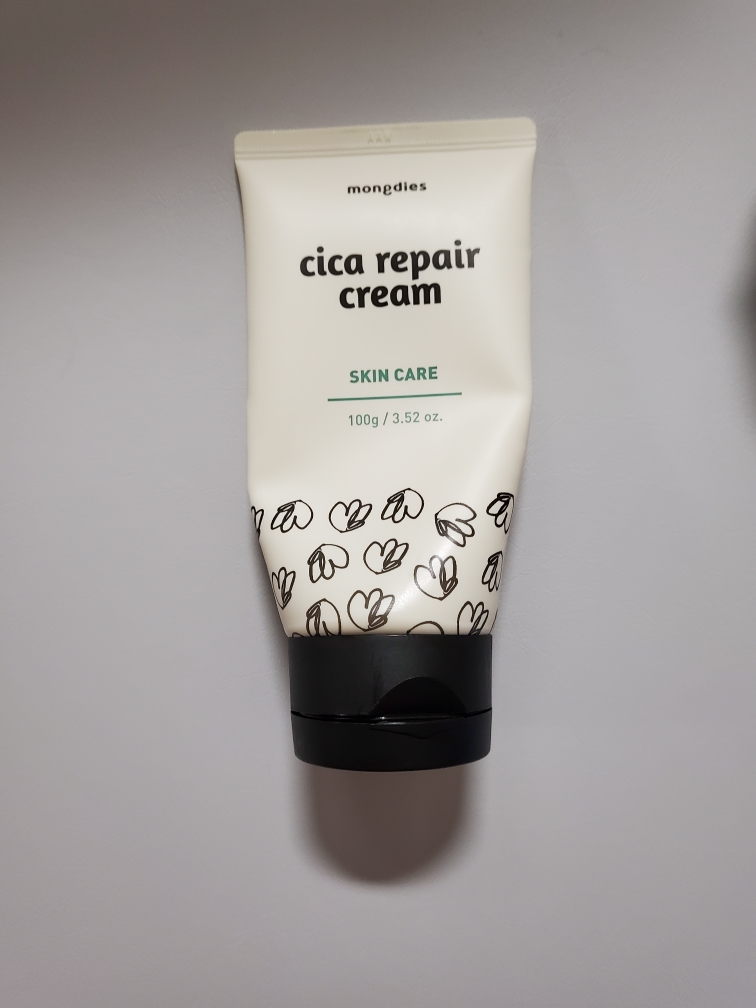 mongdies
cica repair
cream
SKIN CARE
100g / 3.52 oz.